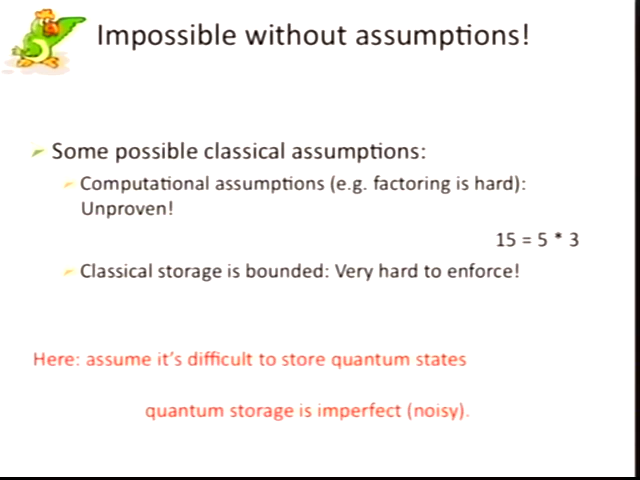 Impossible without assumptions!
Some possible classical assumptions:
Computational assumptions (e.g. factoring is hard):
Unproven!
15 = 5 * 3
Classical storage is bounded: Very hard to enforce!
Here: assume it's difficult to store quantum states
quantum storage is imperfect (noisy).